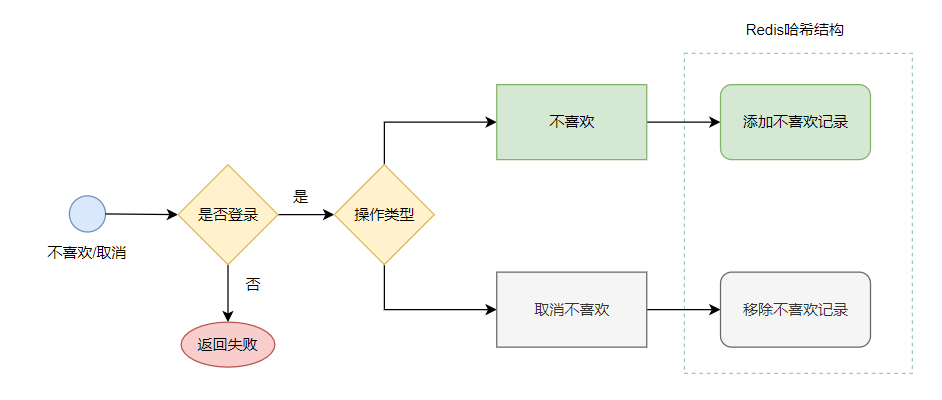 Redis哈希结构
不喜欢
添加不喜欢记录
是
是否登录
操作类型
不喜欢/取消
否
取消不喜欢
移除不喜欢记录
返回失败